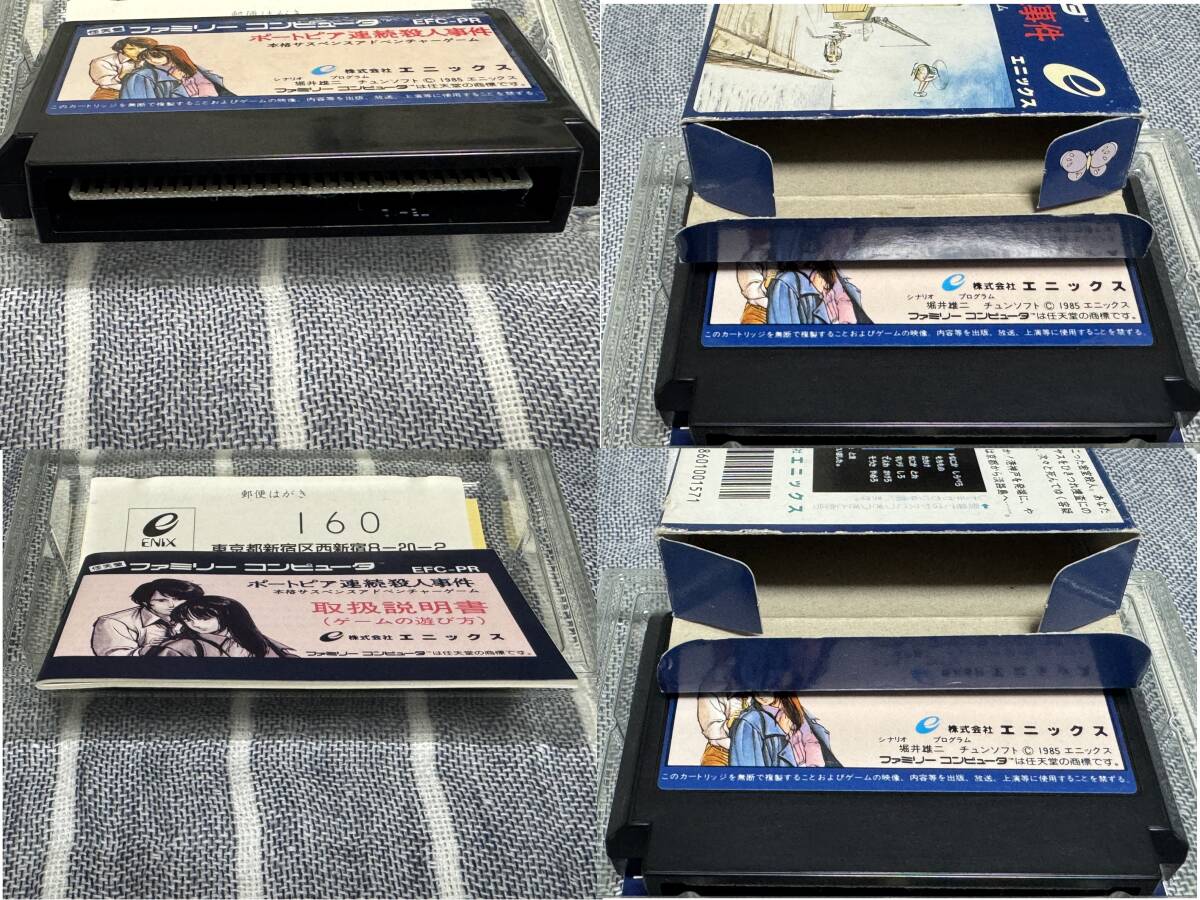 郵便はがき
任天堂 ファミリー コンピュータ™ EFC-PR
ポートピア連続殺人事件
本格サスペンスアドベンチャーゲーム
株式会社 エニックス
シナリオ プログラム
堀井雄二 チュンソフト © 1985 エニックス
ファミリー コンピュータ™は任天堂の商標です。
このカートリッジを無断で複製することおよびゲームの映像、内容等を出版、放送、上演等に使用することを禁ずる。
事件
エニックス
株式会社 エニックス
シナリオ プログラム
堀井雄二 チュンソフト © 1985 エニックス
ファミリー コンピュータ™は任天堂の商標です。
このカートリッジを無断で複製することおよびゲームの映像、内容等を出版、放送、上演等に使用することを禁ずる。
郵便はがき
ENIX
160
東京都新宿区西新宿8-20-2
任天堂 ファミリー コンピュータ™ EFC-PR
ポートピア連続殺人事件
本格サスペンスアドベンチャーゲーム
取扱説明書
(ゲームの遊び方)
株式会社 エニックス
ファミリー コンピュータ™は任天堂の商標です。
8601001571
エニックス
株式会社 エニックス
シナリオ プログラム
堀井雄二 チュンソフト © 1985 エニックス
ファミリー コンピュータ™は任天堂の商標です。
このカートリッジを無断で複製することおよびゲームの映像、内容等を出版、放送、上演等に使用することを禁ずる。